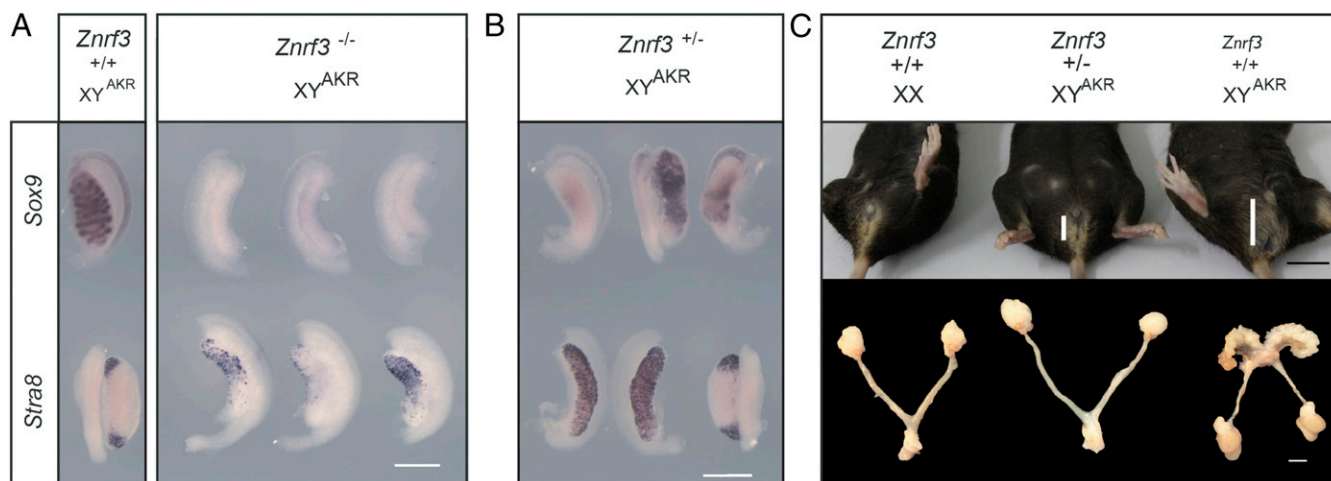 A
Znrf3
+/+
XY^AKR
Znrf3 -/-
XY^AKR
B
Znrf3 +/-
XY^AKR
C
Znrf3
+/+
XX
Znrf3
+/-
XY^AKR
Znrf3
+/+
XY^AKR
Sox9
Stra8